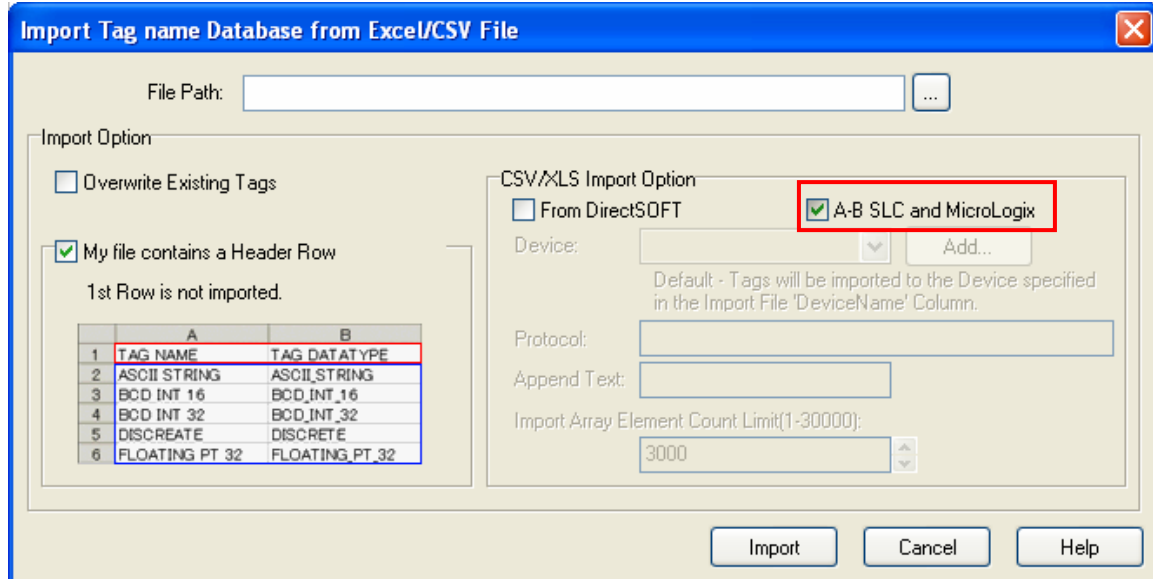 Import Tag name Database from Excel/CSV File
File Path:
...
Import Option
Overwrite Existing Tags
My file contains a Header Row
1st Row is not imported.
A B
1 TAG NAME TAG DATATYPE
2 ASCII STRING ASCII_STRING
3 BCD INT 16 BCD_INT_16
4 BCD INT 32 BCD_INT_32
5 DISCREATE DISCRETE
6 FLOATING PT 32 FLOATING_PT_32
CSV/XLS Import Option
From DirectSOFT A-B SLC and MicroLogix
Device: Add...
Default - Tags will be imported to the Device specified
in the Import File 'DeviceName' Column.
Protocol:
Append Text:
Import Array Element Count Limit(1-30000):
3000
Import Cancel Help